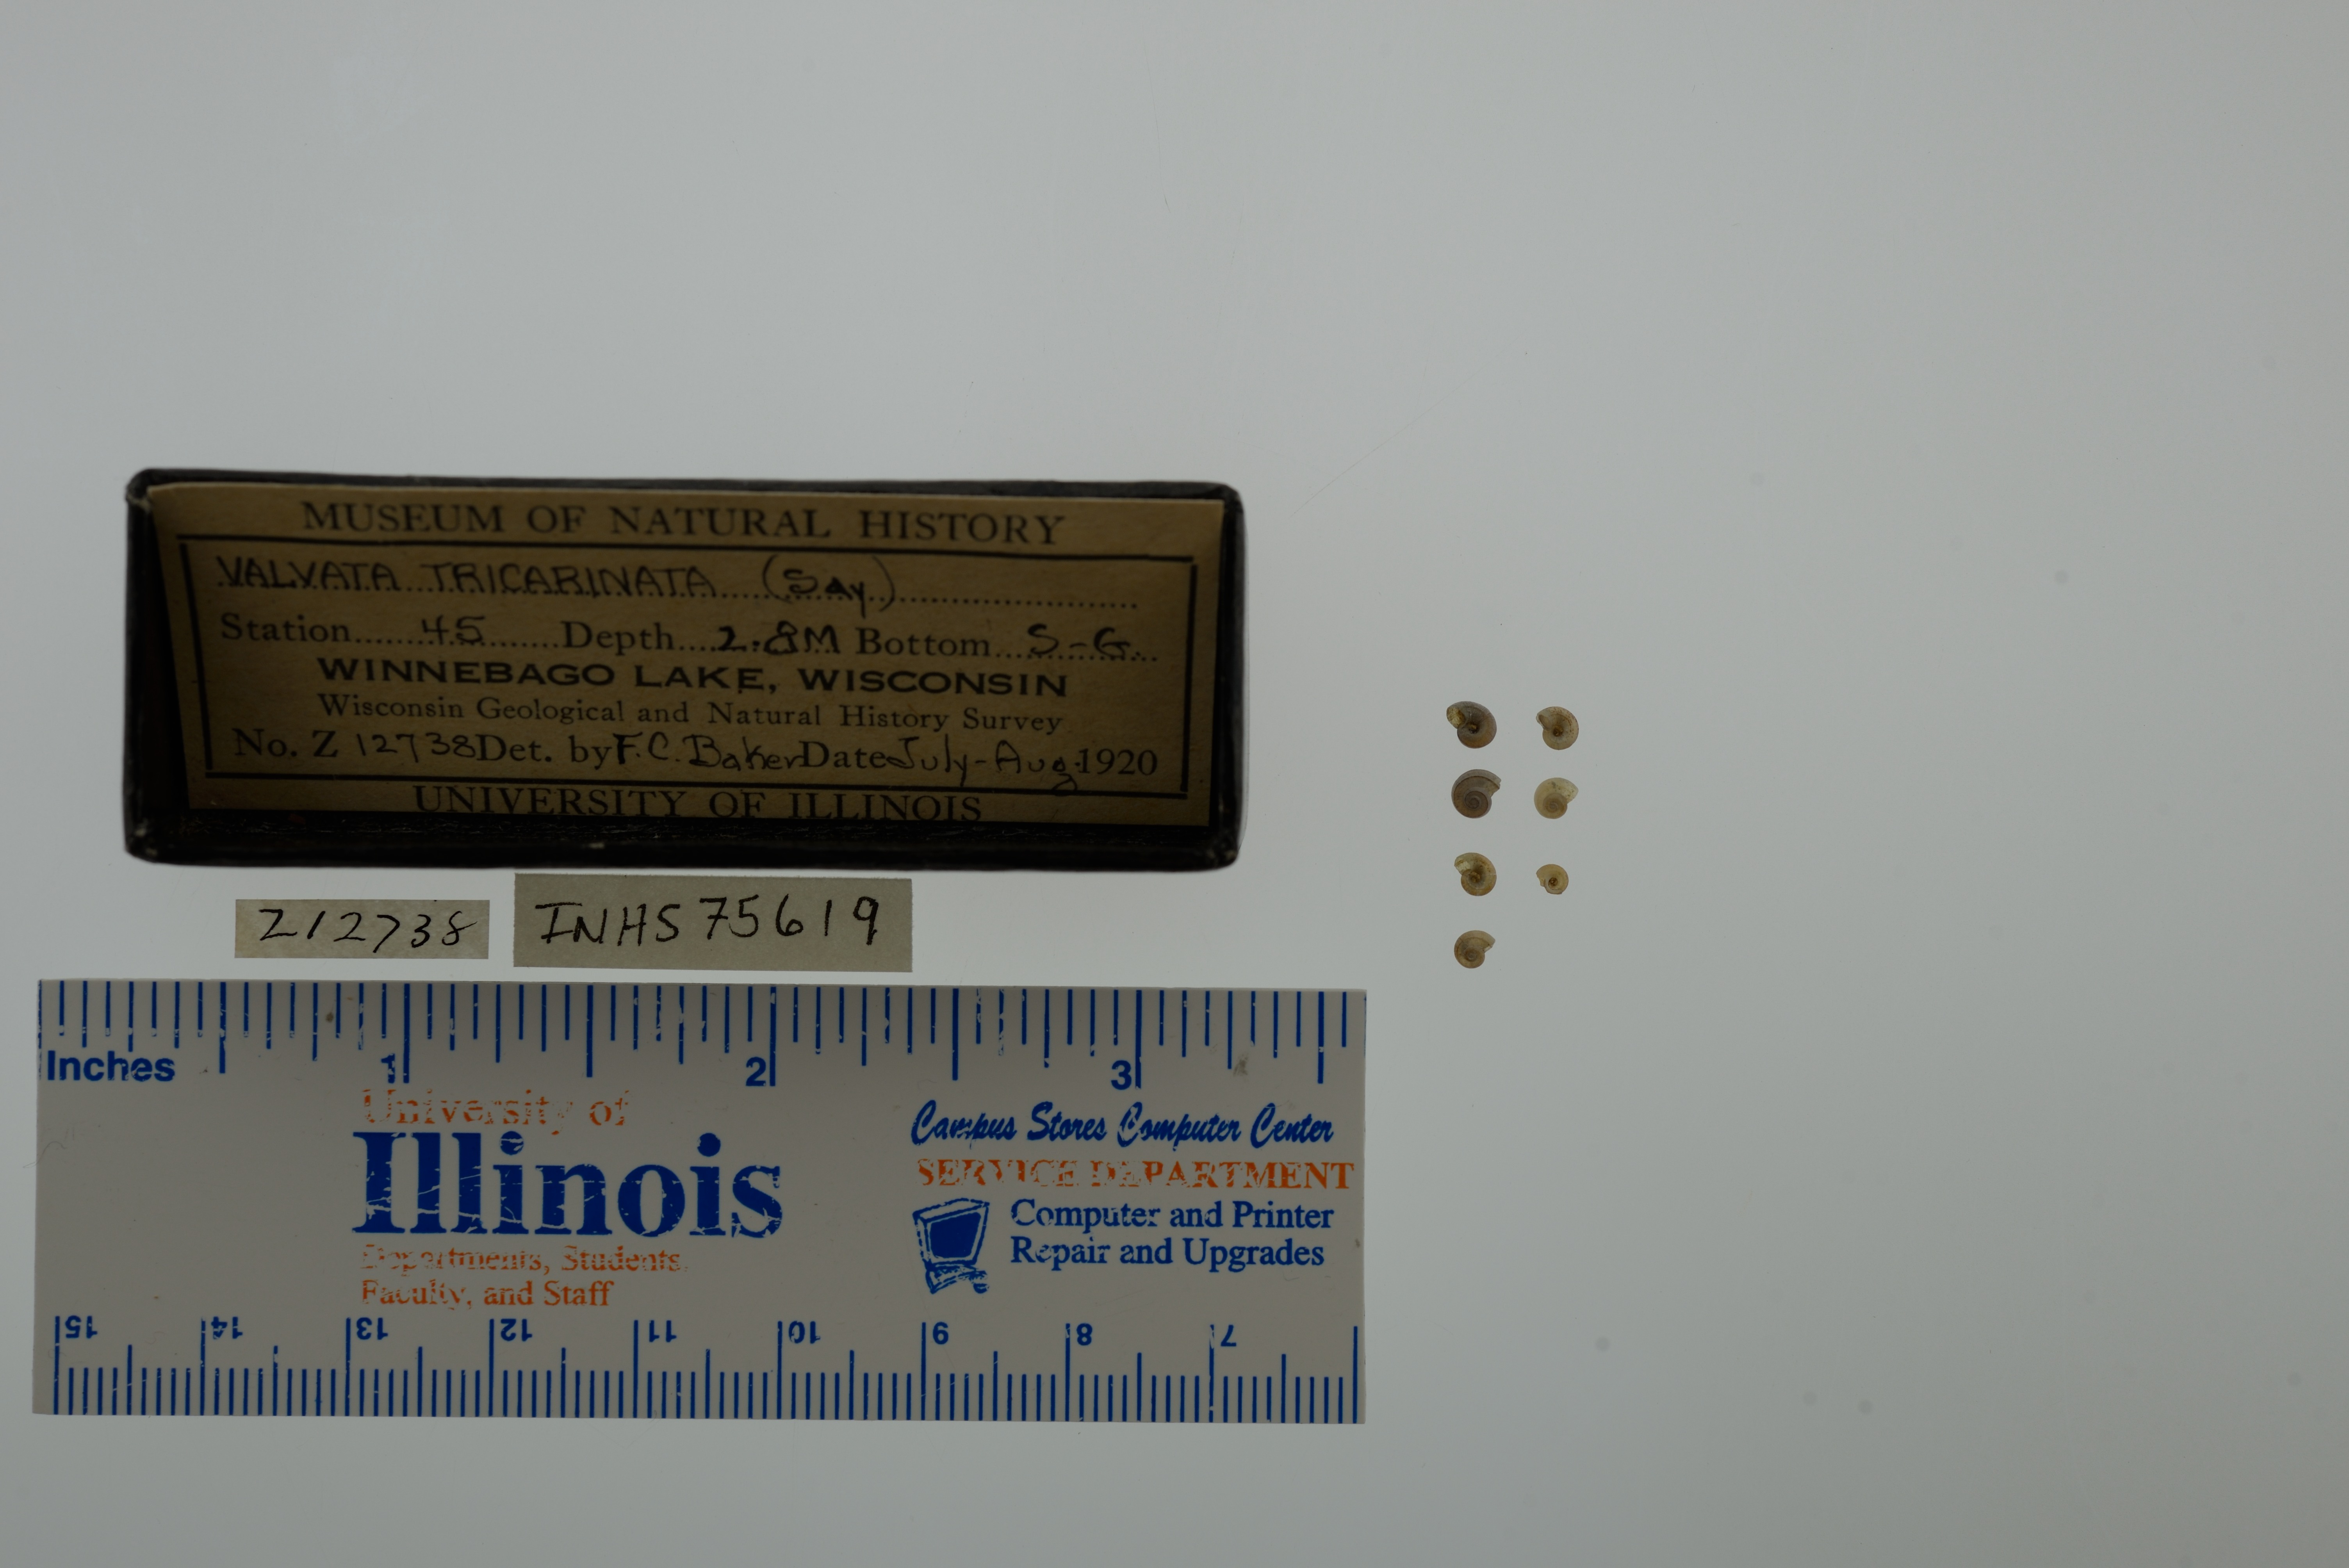 MUSEUM OF NATURAL HISTORY
VALVATA TRICARINATA (Say)
Station 45 Depth 2.8M Bottom S-G.
WINNEBAGO LAKE, WISCONSIN
Wisconsin Geological and Natural History Survey
No. Z 12738 Det. by F.C. Baker Date July-Aug. 1920
UNIVERSITY OF ILLINOIS
Z12738
INHS 75619
1 2 3
Inches
University of
Illinois
Departments, Students,
Faculty, and Staff
Campus Stores Computer Center
SERVICE DEPARTMENT
Computer and Printer
Repair and Upgrades
15 14 13 12 11 10 9 8 7